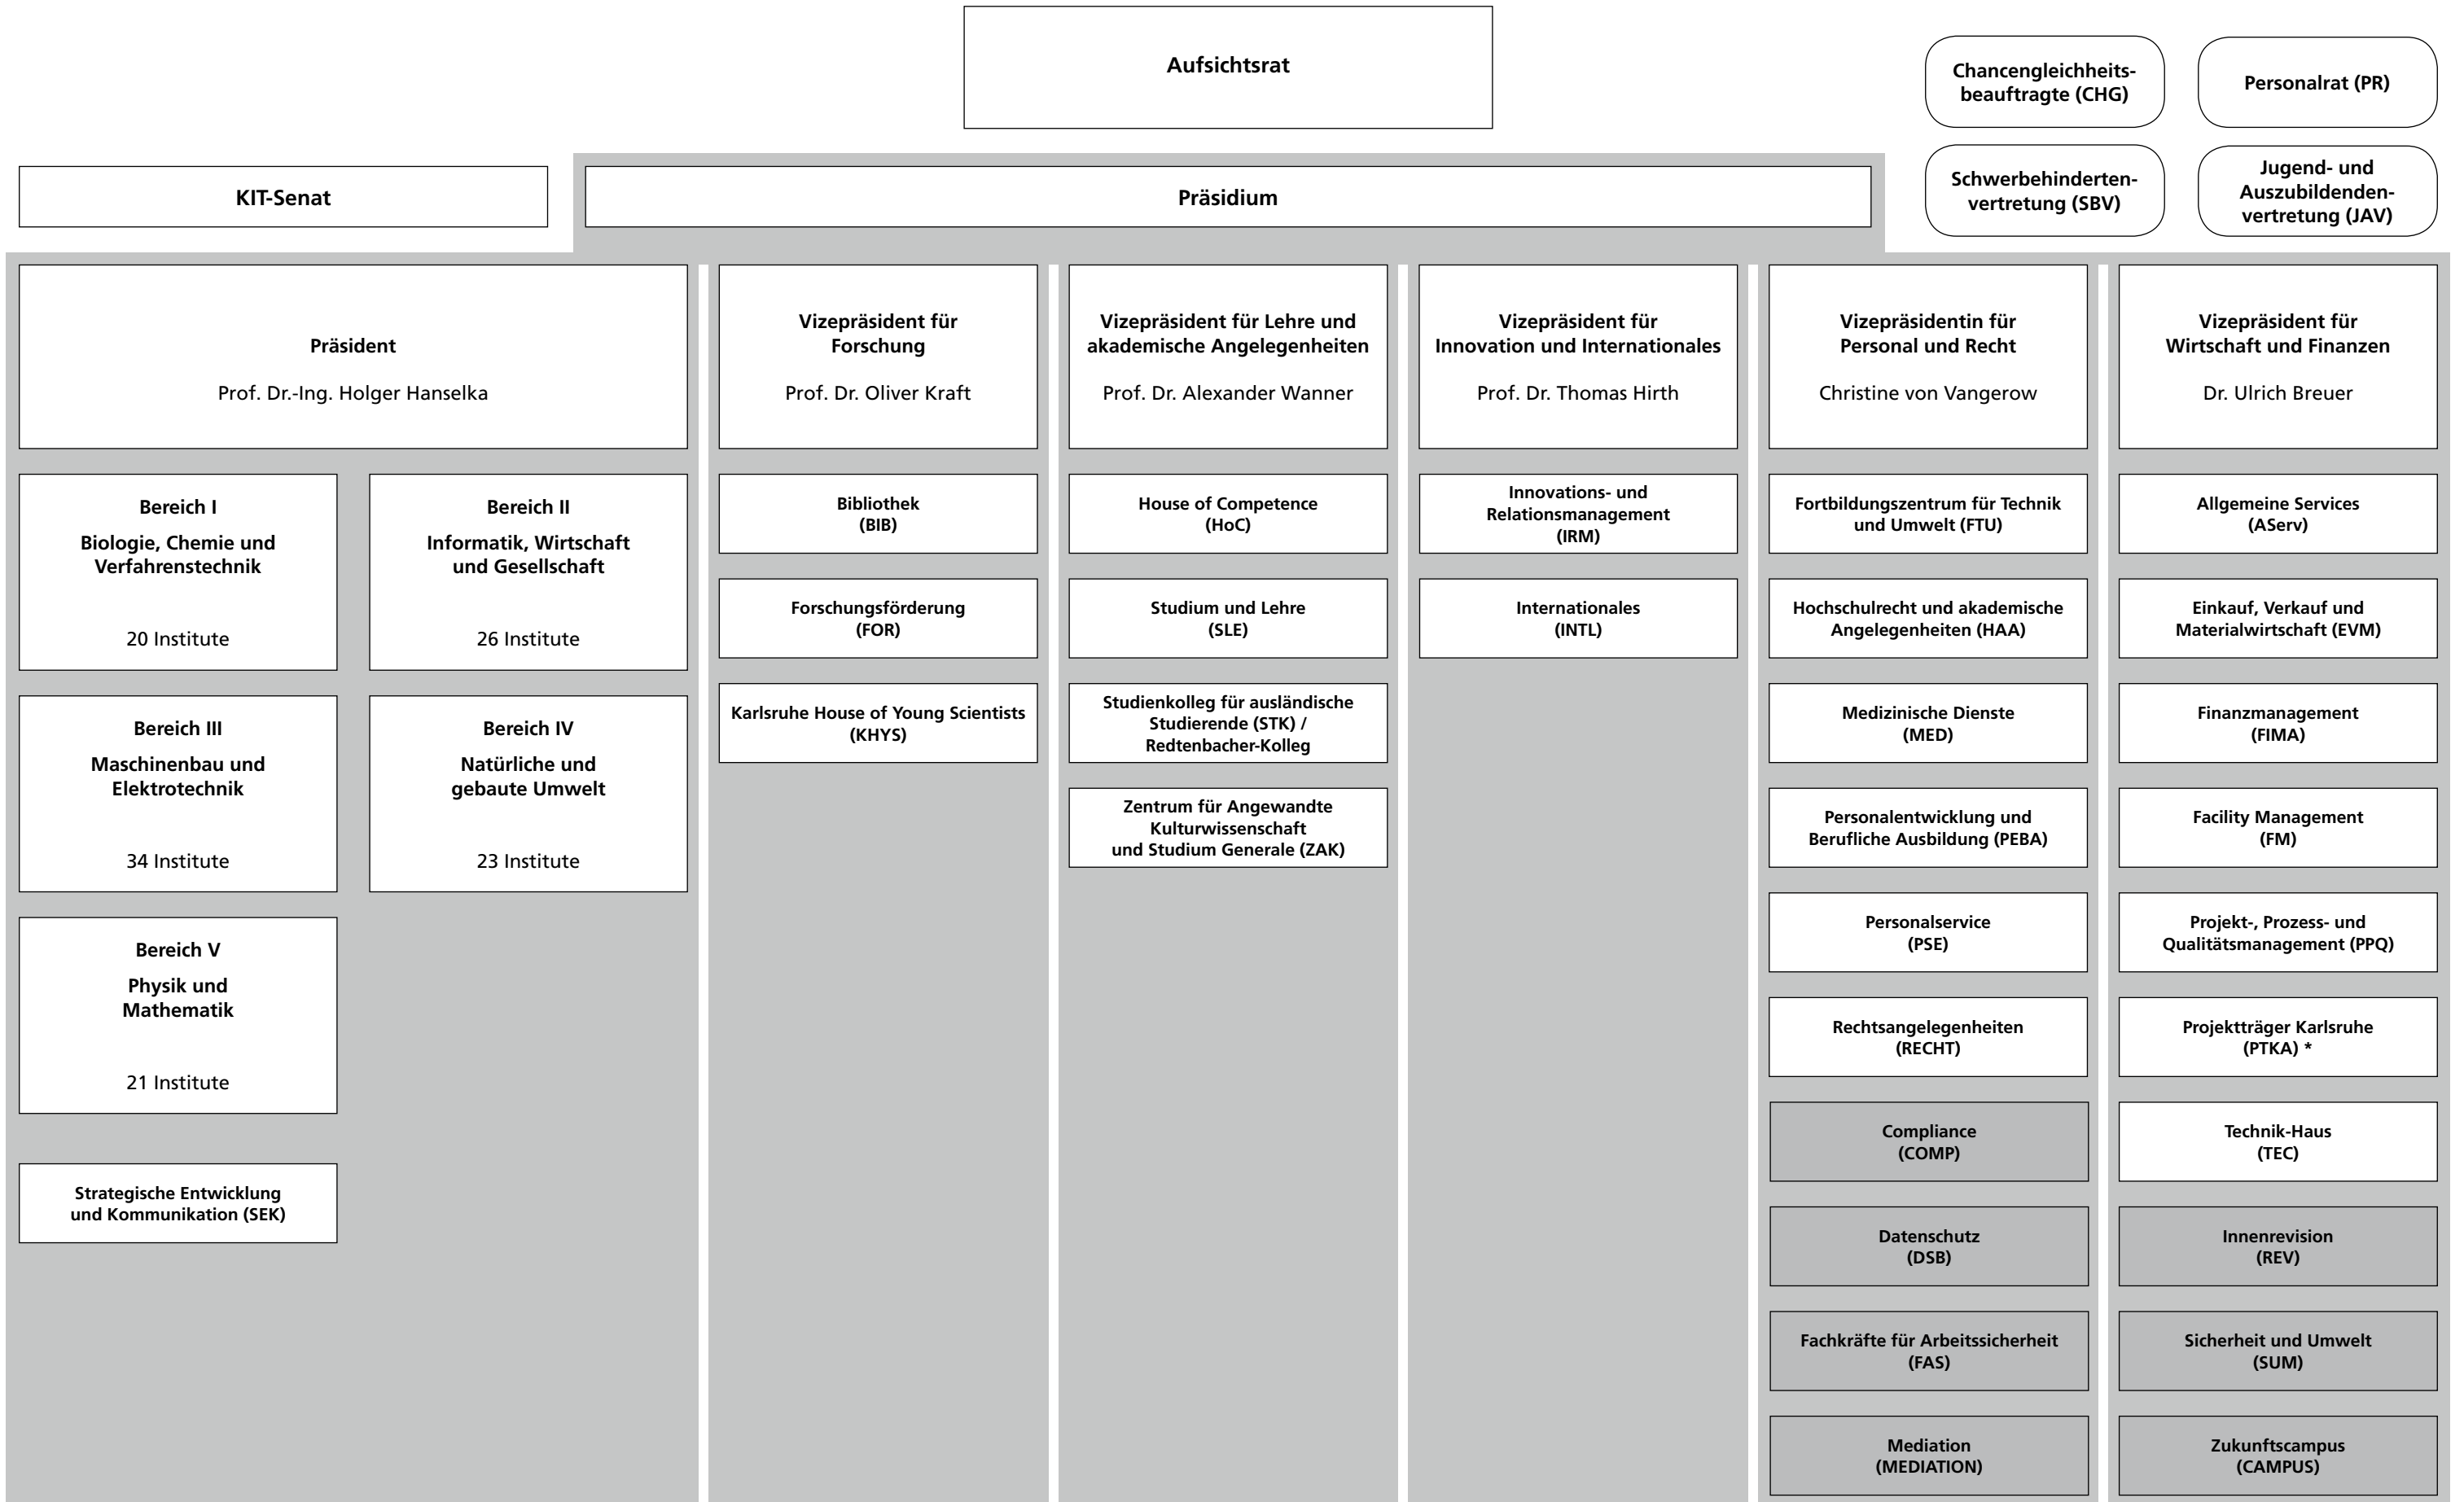 Aufsichtsrat
Chancengleichheits-
beauftragte (CHG)
Personalrat (PR)
KIT-Senat
Präsidium
Schwerbehinderten-
vertretung (SBV)
Jugend- und
Auszubildenden-
vertretung (JAV)
Präsident
Prof. Dr.-Ing. Holger Hanselka
Bereich I
Biologie, Chemie und
Verfahrenstechnik
20 Institute
Bereich II
Informatik, Wirtschaft
und Gesellschaft
26 Institute
Bereich III
Maschinenbau und
Elektrotechnik
34 Institute
Bereich IV
Natürliche und
gebaute Umwelt
23 Institute
Bereich V
Physik und
Mathematik
21 Institute
Strategische Entwicklung
und Kommunikation (SEK)
Vizepräsident für
Forschung
Prof. Dr. Oliver Kraft
Bibliothek
(BIB)
Forschungsförderung
(FOR)
Karlsruhe House of Young Scientists
(KHYS)
Vizepräsident für Lehre und
akademische Angelegenheiten
Prof. Dr. Alexander Wanner
House of Competence
(HoC)
Studium und Lehre
(SLE)
Studienkolleg für ausländische
Studierende (STK) /
Redtenbacher-Kolleg
Zentrum für Angewandte
Kulturwissenschaft
und Studium Generale (ZAK)
Vizepräsident für
Innovation und Internationales
Prof. Dr. Thomas Hirth
Innovations- und
Relationsmanagement
(IRM)
Internationales
(INTL)
Vizepräsidentin für
Personal und Recht
Christine von Vangerow
Fortbildungszentrum für Technik
und Umwelt (FTU)
Hochschulrecht und akademische
Angelegenheiten (HAA)
Medizinische Dienste
(MED)
Personalentwicklung und
Berufliche Ausbildung (PEBA)
Personalservice
(PSE)
Rechtsangelegenheiten
(RECHT)
Compliance
(COMP)
Datenschutz
(DSB)
Fachkräfte für Arbeitssicherheit
(FAS)
Mediation
(MEDIATION)
Vizepräsident für
Wirtschaft und Finanzen
Dr. Ulrich Breuer
Allgemeine Services
(AServ)
Einkauf, Verkauf und
Materialwirtschaft (EVM)
Finanzmanagement
(FIMA)
Facility Management
(FM)
Projekt-, Prozess- und
Qualitätsmanagement (PPQ)
Projektträger Karlsruhe
(PTKA) *
Technik-Haus
(TEC)
Innenrevision
(REV)
Sicherheit und Umwelt
(SUM)
Zukunftscampus
(CAMPUS)